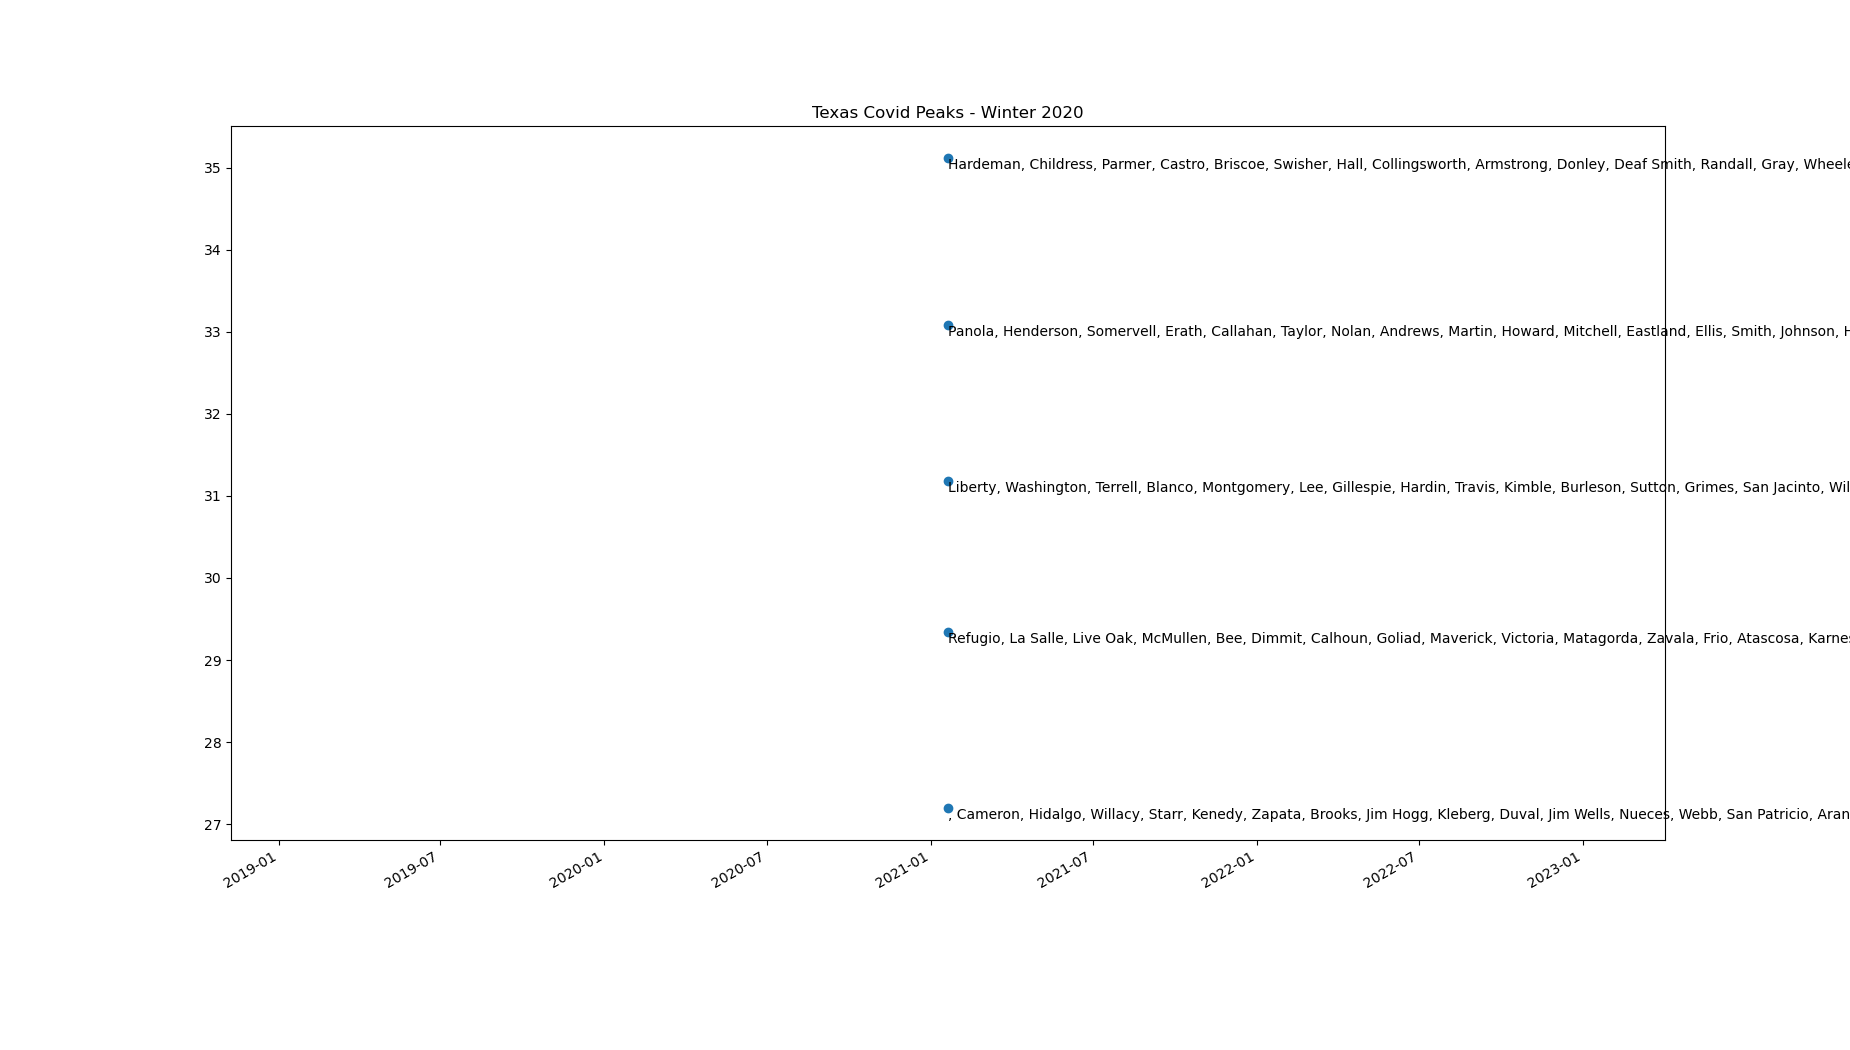 Texas Covid Peaks - Winter 2020
35
Hardeman, Childress, Parmer, Castro, Briscoe, Swisher, Hall, Collingsworth, Armstrong, Donley, Deaf Smith, Randall, Gray, Wheele
34
33
Panola, Henderson, Somervell, Erath, Callahan, Taylor, Nolan, Andrews, Martin, Howard, Mitchell, Eastland, Ellis, Smith, Johnson, H
32
31
Liberty, Washington, Terrell, Blanco, Montgomery, Lee, Gillespie, Hardin, Travis, Kimble, Burleson, Sutton, Grimes, San Jacinto, Wil
30
29
Refugio, La Salle, Live Oak, McMullen, Bee, Dimmit, Calhoun, Goliad, Maverick, Victoria, Matagorda, Zavala, Frio, Atascosa, Karnes
28
27
, Cameron, Hidalgo, Willacy, Starr, Kenedy, Zapata, Brooks, Jim Hogg, Kleberg, Duval, Jim Wells, Nueces, Webb, San Patricio, Aran
2019-01 2019-07 2020-01 2020-07 2021-01 2021-07 2022-01 2022-07 2023-01